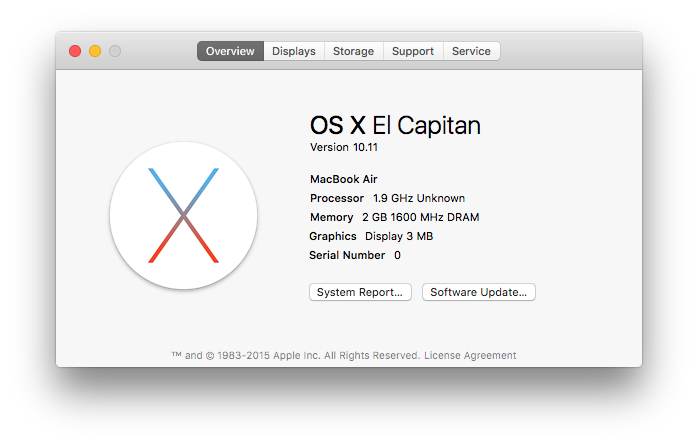 Overview Displays Storage Support Service
OS X El Capitan
Version 10.11
MacBook Air
Processor 1.9 GHz Unknown
Memory 2 GB 1600 MHz DRAM
Graphics Display 3 MB
Serial Number 0
System Report... Software Update...
™ and © 1983-2015 Apple Inc. All Rights Reserved. License Agreement